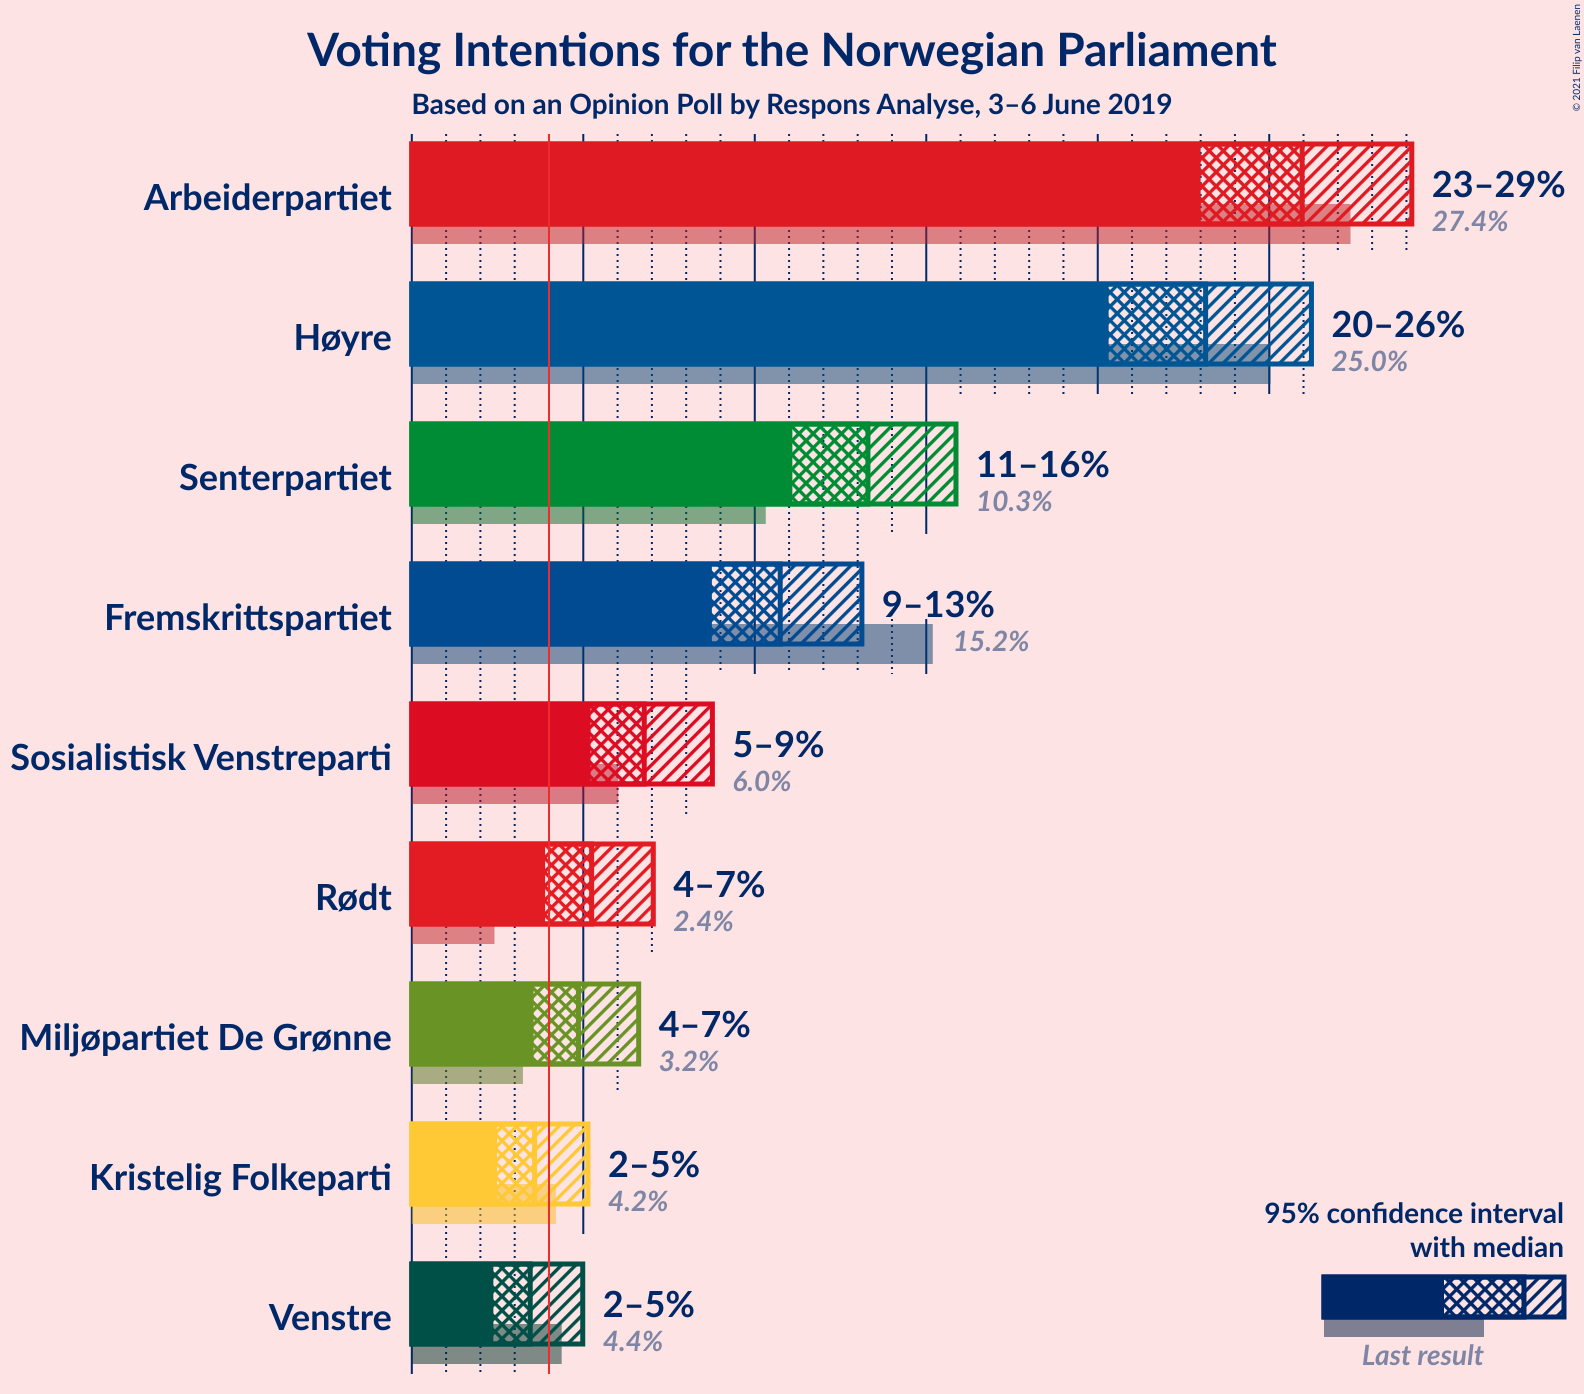 Voting Intentions for the Norwegian Parliament
Based on an Opinion Poll by Respons Analyse, 3–6 June 2019
© 2021 Filip van Laenen
Arbeiderpartiet
23–29%
27.4%
Høyre
20–26%
25.0%
Senterpartiet
11–16%
10.3%
Fremskrittspartiet
9–13%
15.2%
Sosialistisk Venstreparti
5–9%
6.0%
Rødt
4–7%
2.4%
Miljøpartiet De Grønne
4–7%
3.2%
Kristelig Folkeparti
2–5%
4.2%
Venstre
2–5%
4.4%
95% confidence interval
with median
Last result